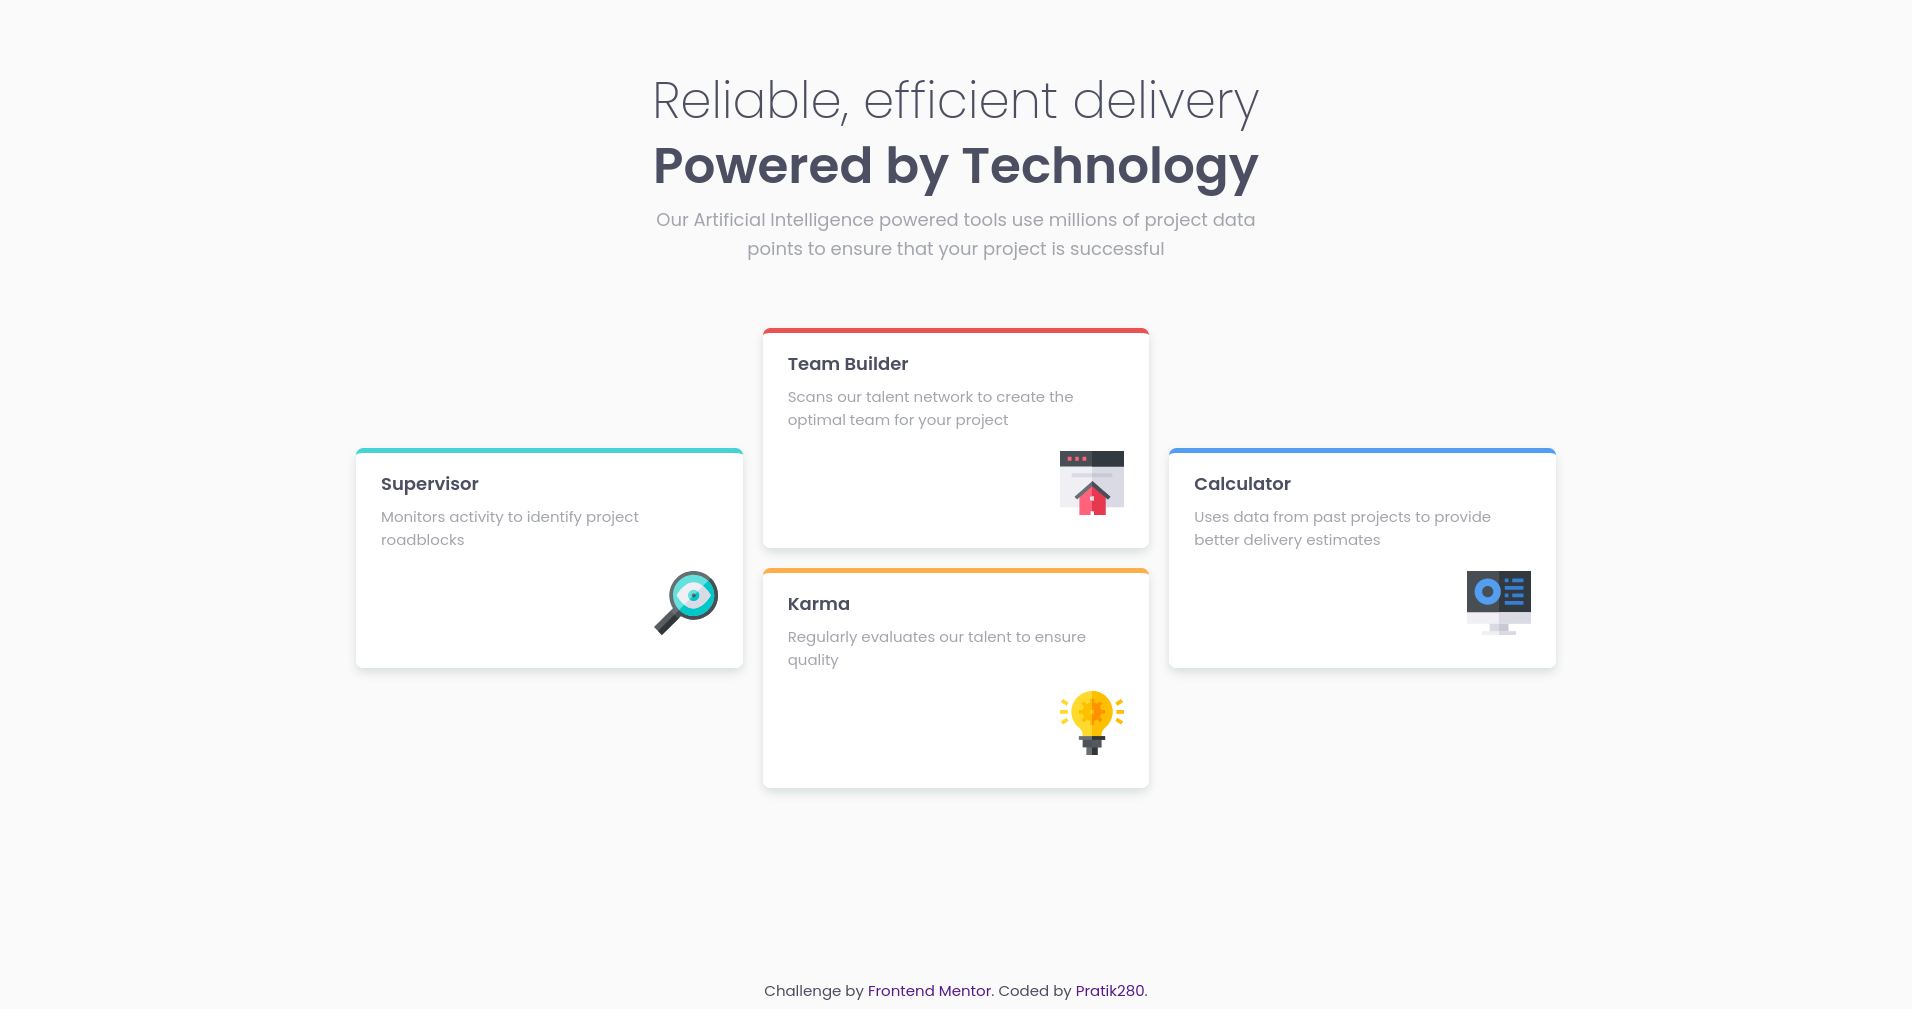 Reliable, efficient delivery
Powered by Technology
Our Artificial Intelligence powered tools use millions of project data
points to ensure that your project is successful
Supervisor
Monitors activity to identify project
roadblocks
Team Builder
Scans our talent network to create the
optimal team for your project
Karma
Regularly evaluates our talent to ensure
quality
Calculator
Uses data from past projects to provide
better delivery estimates
Challenge by Frontend Mentor. Coded by Pratik280.